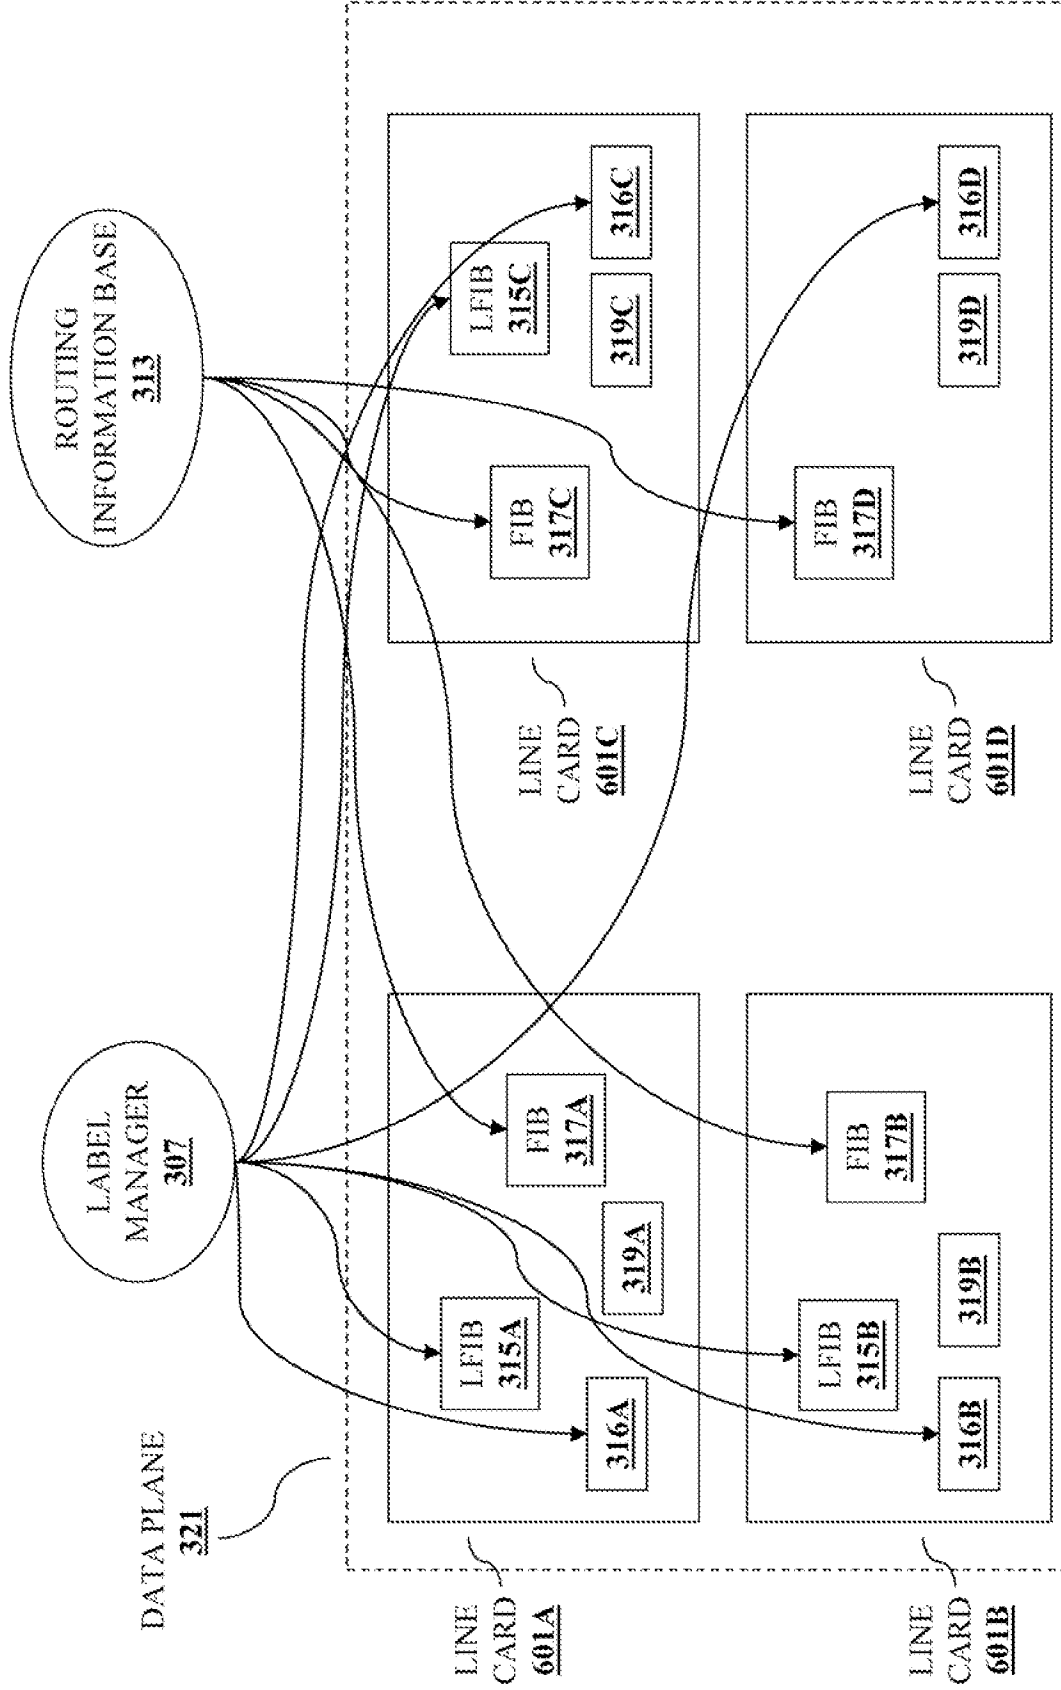 ROUTING
INFORMATION BASE
313
LABEL
MANAGER
307
DATA PLANE
321
LINE
CARD
601A
LFIB
315A
316A
319A
FIB
317A
LINE
CARD
601C
FIB
317C
LFIB
315C
319C
316C
LINE
CARD
601B
LFIB
315B
316B
319B
FIB
317B
LINE
CARD
601D
FIB
317D
319D
316D